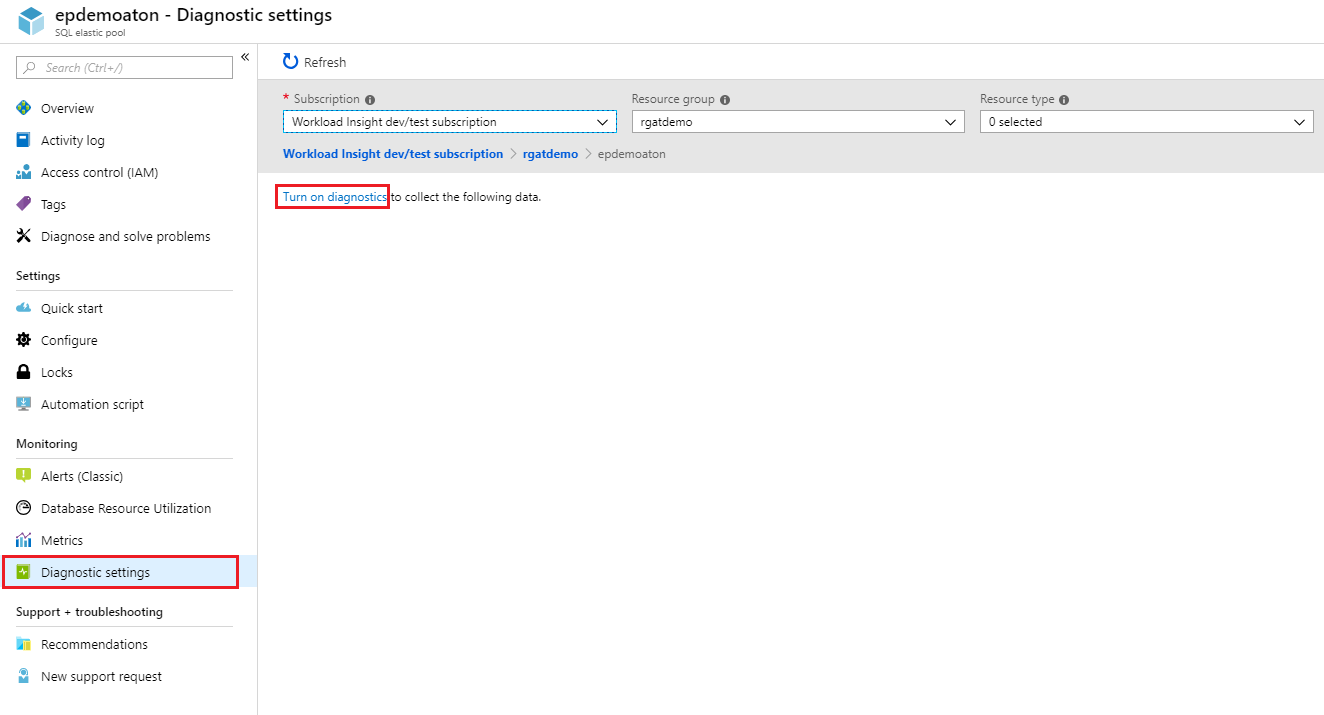 epdemoaton - Diagnostic settings
SQL elastic pool
Search (Ctrl+/)
«
Overview
Activity log
Access control (IAM)
Tags
Diagnose and solve problems
Settings
Quick start
Configure
Locks
Automation script
Monitoring
Alerts (Classic)
Database Resource Utilization
Metrics
Diagnostic settings
Support + troubleshooting
Recommendations
New support request
Refresh
* Subscription
Workload Insight dev/test subscription
Resource group
rgatdemo
Resource type
0 selected
Workload Insight dev/test subscription > rgatdemo > epdemoaton
Turn on diagnostics to collect the following data.